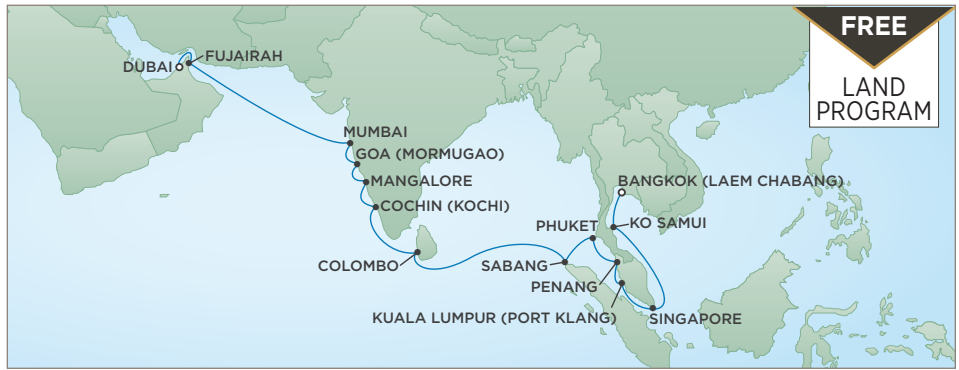 FREE
LAND
PROGRAM
DUBAI
FUJAIRAH
MUMBAI
GOA (MORMUGAO)
MANGALORE
COCHIN (KOCHI)
COLOMBO
SABANG
PHUKET
PENANG
KUALA LUMPUR (PORT KLANG)
SINGAPORE
KO SAMUI
BANGKOK (LAEM CHABANG)